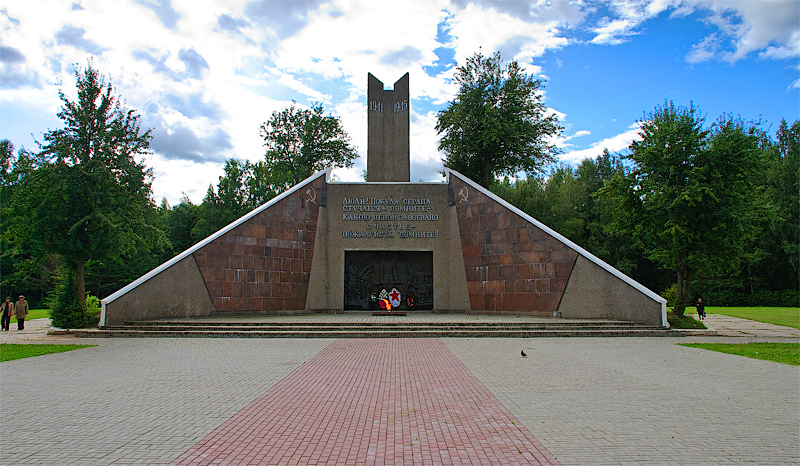 1941 1945
ЛЮДИ! ПОКУДА СЕРДЦА
СТУЧАТСЯ – ПОМНИТЕ
КАКОЮ ЦЕНОЙ ЗАВОЕВАНО
СЧАСТЬЕ –
ПОЖАЛУЙСТА, ПОМНИТЕ!